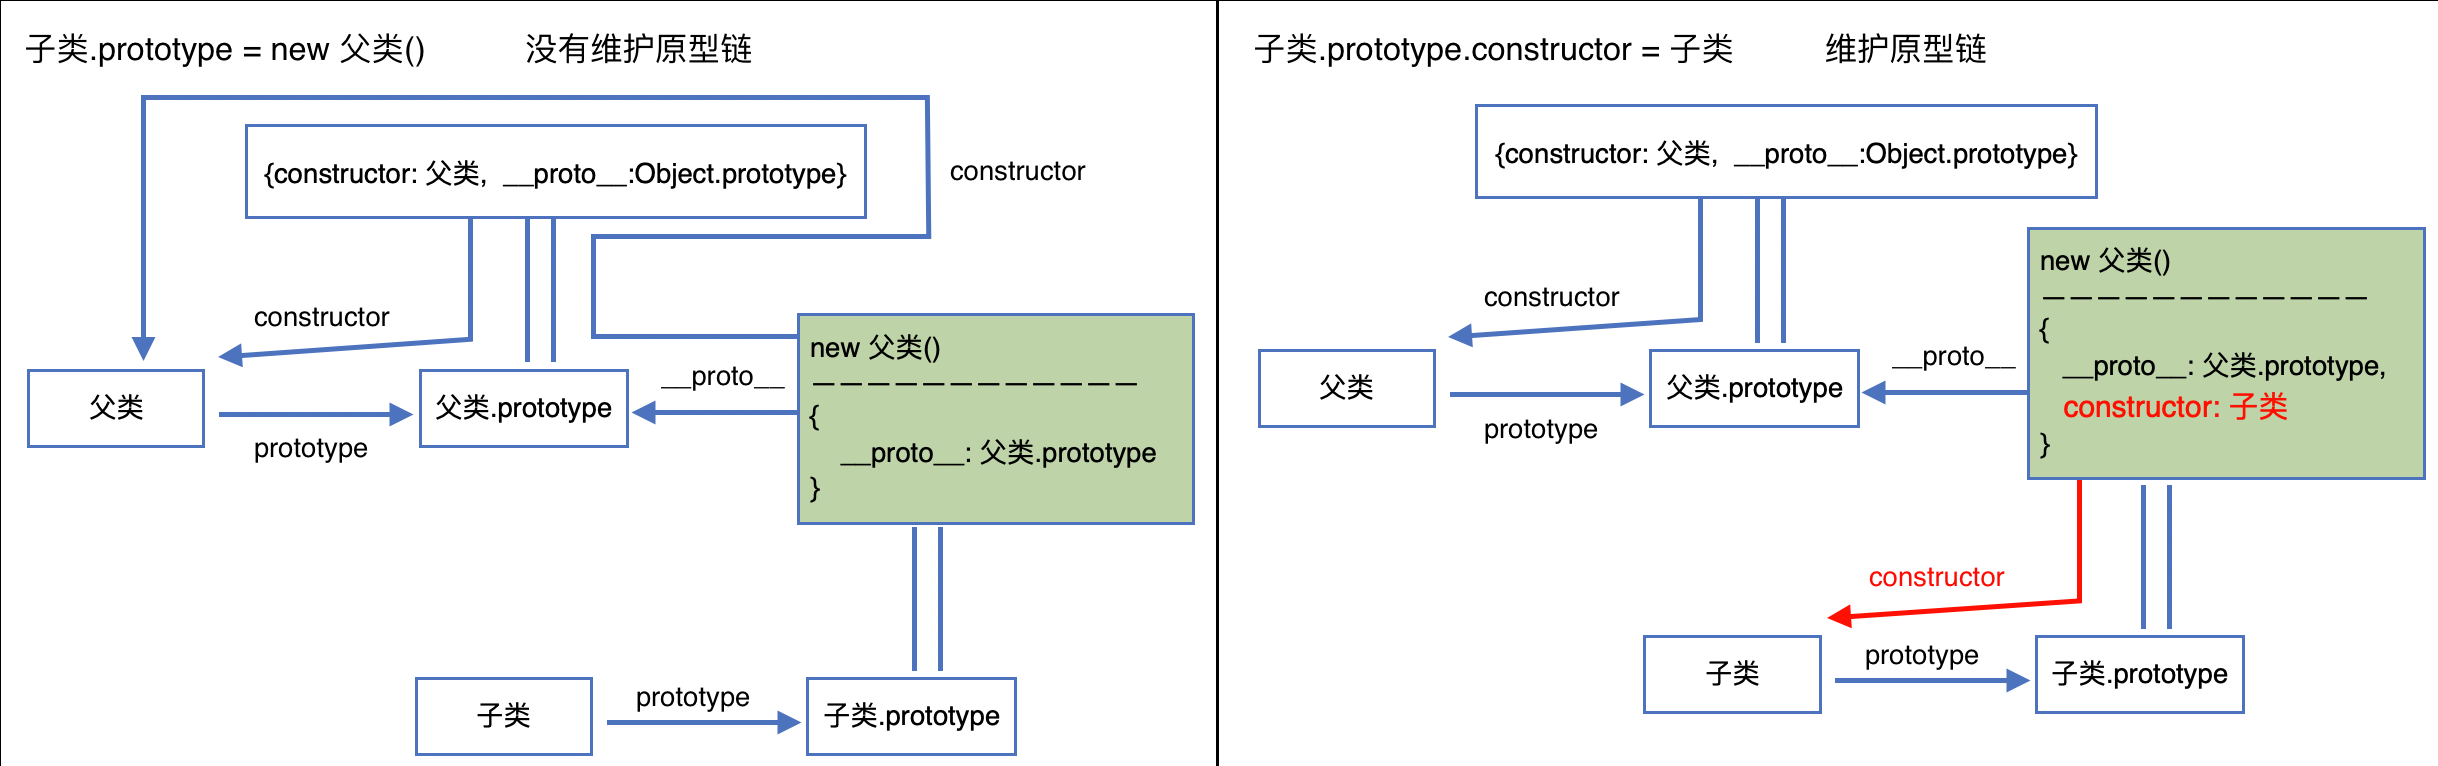 子类.prototype = new 父类() 没有维护原型链
{constructor: 父类, __proto__:Object.prototype}
constructor
constructor
父类
prototype
父类.prototype
__proto__
new 父类()
－－－－－－－－－－－－
{
__proto__: 父类.prototype
}
子类
prototype
子类.prototype
子类.prototype.constructor = 子类 维护原型链
{constructor: 父类, __proto__:Object.prototype}
constructor
父类
prototype
父类.prototype
__proto__
new 父类()
－－－－－－－－－－－－
{
__proto__: 父类.prototype,
constructor: 子类
}
constructor
子类
prototype
子类.prototype